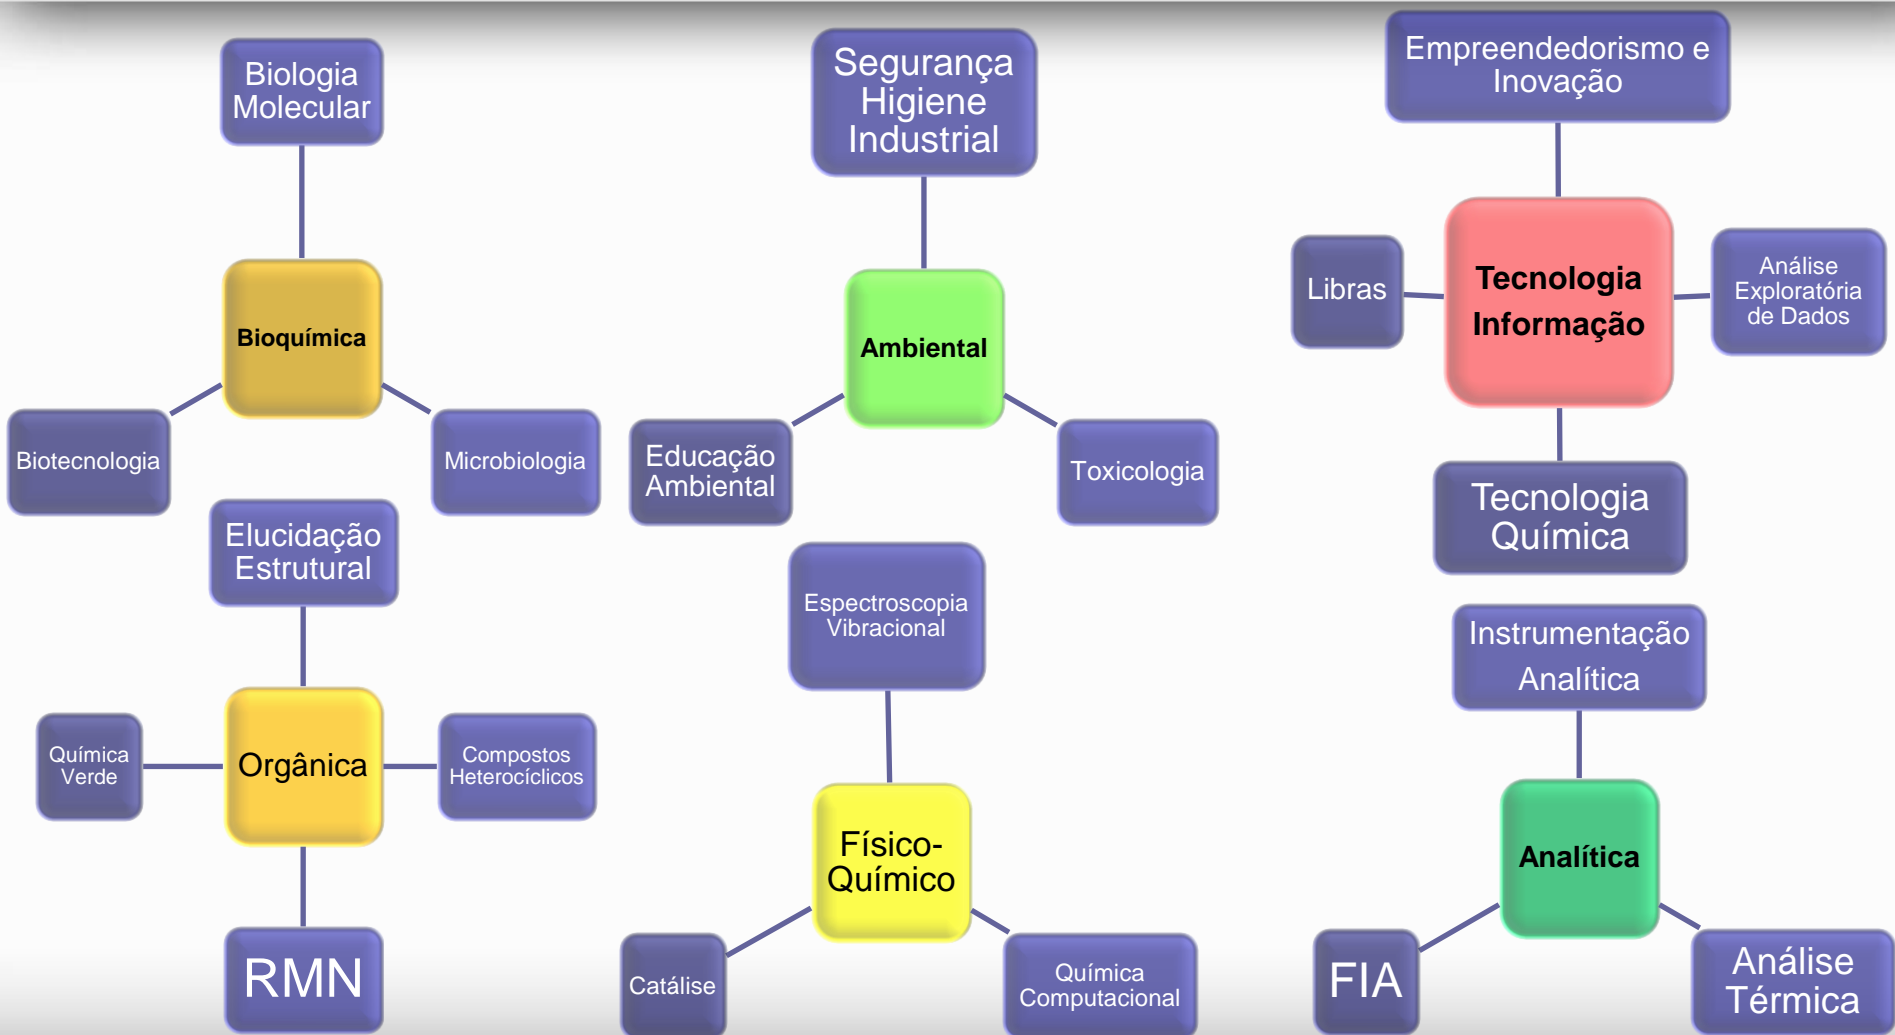 Biologia
Molecular
Bioquímica
Biotecnologia
Microbiologia
Segurança
Higiene
Industrial
Ambiental
Educação
Ambiental
Toxicologia
Empreendedorismo e
Inovação
Libras
Tecnologia
Informação
Análise
Exploratória
de Dados
Tecnologia
Química
Elucidação
Estrutural
Química
Verde
Orgânica
Compostos
Heterocíclicos
RMN
Espectroscopia
Vibracional
Físico-
Químico
Catálise
Química
Computacional
Instrumentação
Analítica
Analítica
FIA
Análise
Térmica